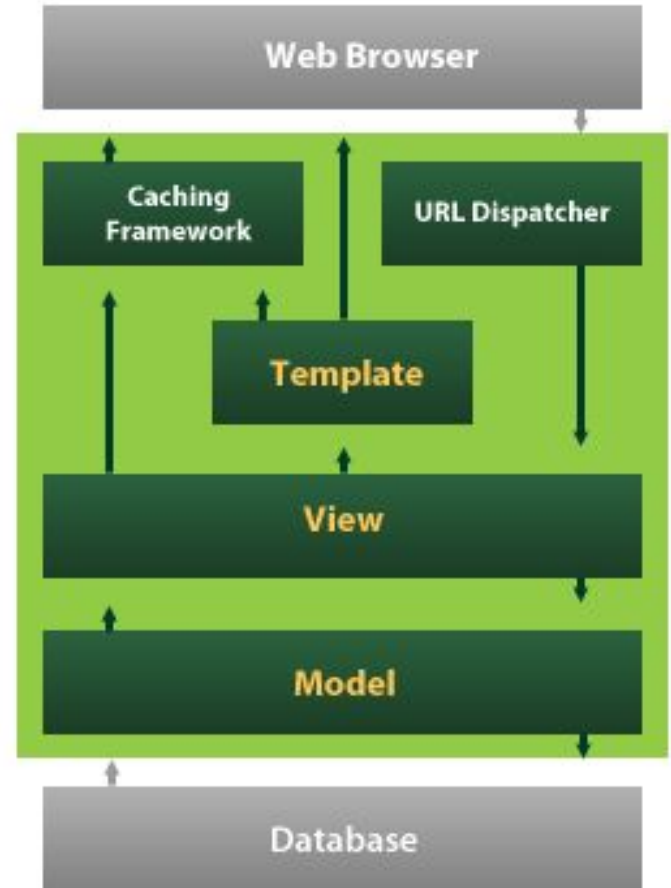 Web Browser
Caching
Framework
URL Dispatcher
Template
View
Model
Database